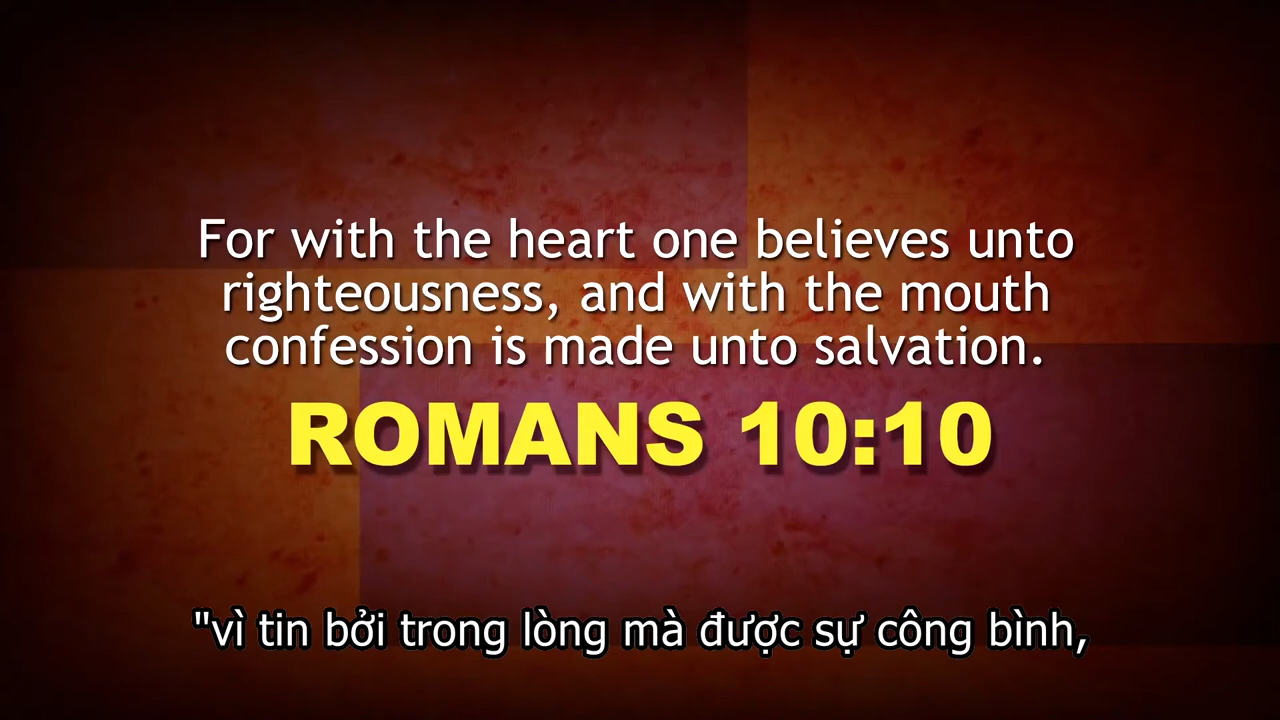 For with the heart one believes unto
righteousness, and with the mouth
confession is made unto salvation.
ROMANS 10:10
"vì tin bởi trong lòng mà được sự công bình,